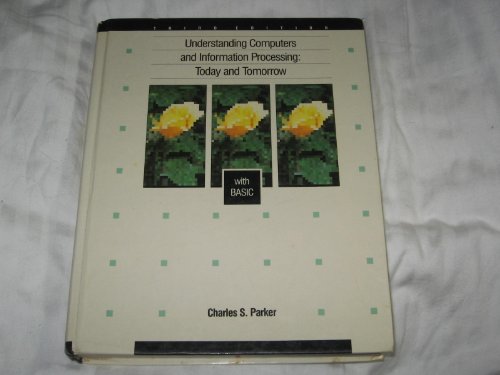 THIRD EDITION
Understanding Computers
and Information Processing:
Today and Tomorrow
with
BASIC
Charles S. Parker